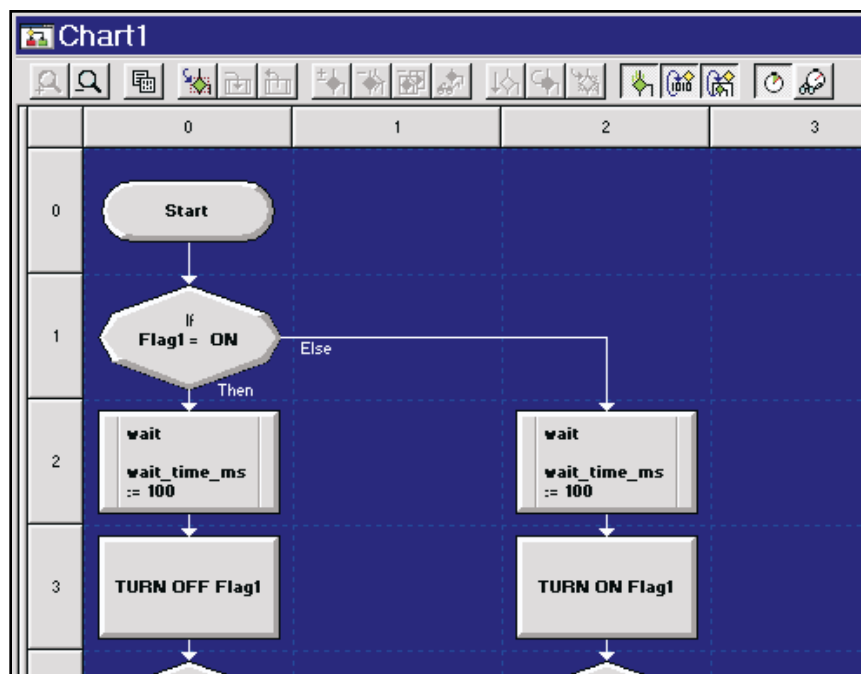 Chart1
0 1 2 3
0
Start
1
If
Flag1 = ON
Else
Then
2
wait
wait_time_ms
:= 100
wait
wait_time_ms
:= 100
3
TURN OFF Flag1
TURN ON Flag1